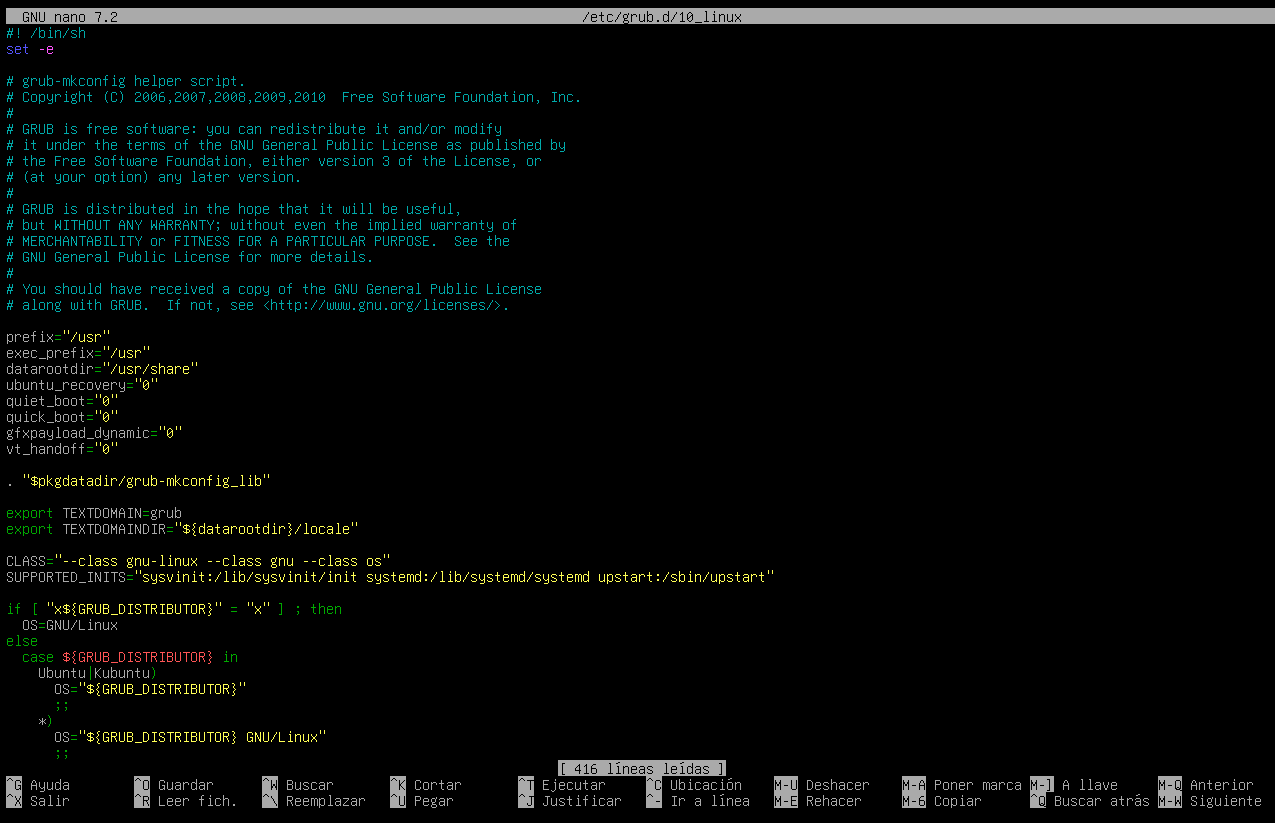 GNU nano 7.2 /etc/grub.d/10_linux
#! /bin/sh
set -e
# grub-mkconfig helper script.
# Copyright (C) 2006,2007,2008,2009,2010  Free Software Foundation, Inc.
#
# GRUB is free software: you can redistribute it and/or modify
# it under the terms of the GNU General Public License as published by
# the Free Software Foundation, either version 3 of the License, or
# (at your option) any later version.
#
# GRUB is distributed in the hope that it will be useful,
# but WITHOUT ANY WARRANTY; without even the implied warranty of
# MERCHANTABILITY or FITNESS FOR A PARTICULAR PURPOSE.  See the
# GNU General Public License for more details.
#
# You should have received a copy of the GNU General Public License
# along with GRUB.  If not, see <http://www.gnu.org/licenses/>.
prefix="/usr"
exec_prefix="/usr"
datarootdir="/usr/share"
ubuntu_recovery="0"
quiet_boot="0"
quick_boot="0"
gfxpayload_dynamic="0"
vt_handoff="0"
. "$pkgdatadir/grub-mkconfig_lib"
export TEXTDOMAIN=grub
export TEXTDOMAINDIR="${datarootdir}/locale"
CLASS="--class gnu-linux --class gnu --class os"
SUPPORTED_INITS="sysvinit:/lib/sysvinit/init systemd:/lib/systemd/systemd upstart:/sbin/upstart"
if [ "x${GRUB_DISTRIBUTOR}" = "x" ] ; then
  OS=GNU/Linux
else
  case ${GRUB_DISTRIBUTOR} in
    Ubuntu|Kubuntu)
      OS="${GRUB_DISTRIBUTOR}"
      ;;
    *)
      OS="${GRUB_DISTRIBUTOR} GNU/Linux"
      ;;
[ 416 líneas leídas ]
^G Ayuda ^O Guardar ^W Buscar ^K Cortar ^T Ejecutar ^C Ubicación M-U Deshacer M-A Poner marca M-] A llave M-Q Anterior
^X Salir ^R Leer fich. ^\ Reemplazar ^U Pegar ^J Justificar ^- Ir a línea M-E Rehacer M-6 Copiar ^Q Buscar atrás M-W Siguiente